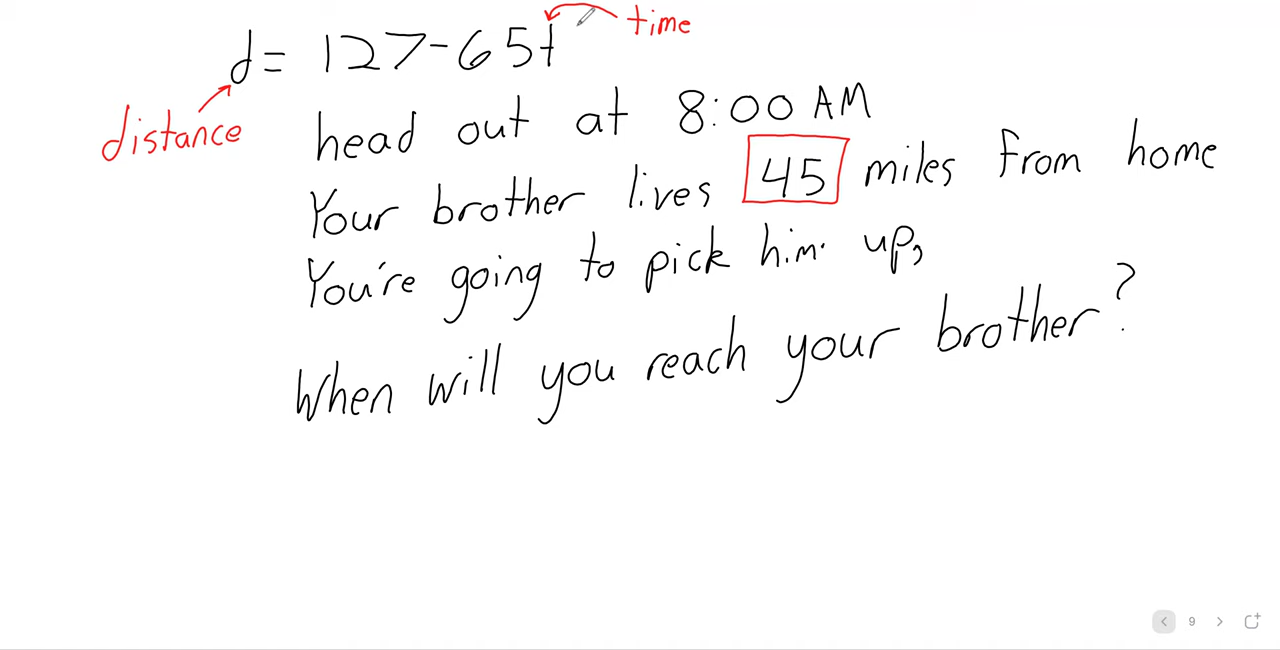 d= 127-65t
time
distance
head out at 8:00 AM
Your brother lives 45 miles from home
You're going to pick him up,
When will you reach your brother?
9